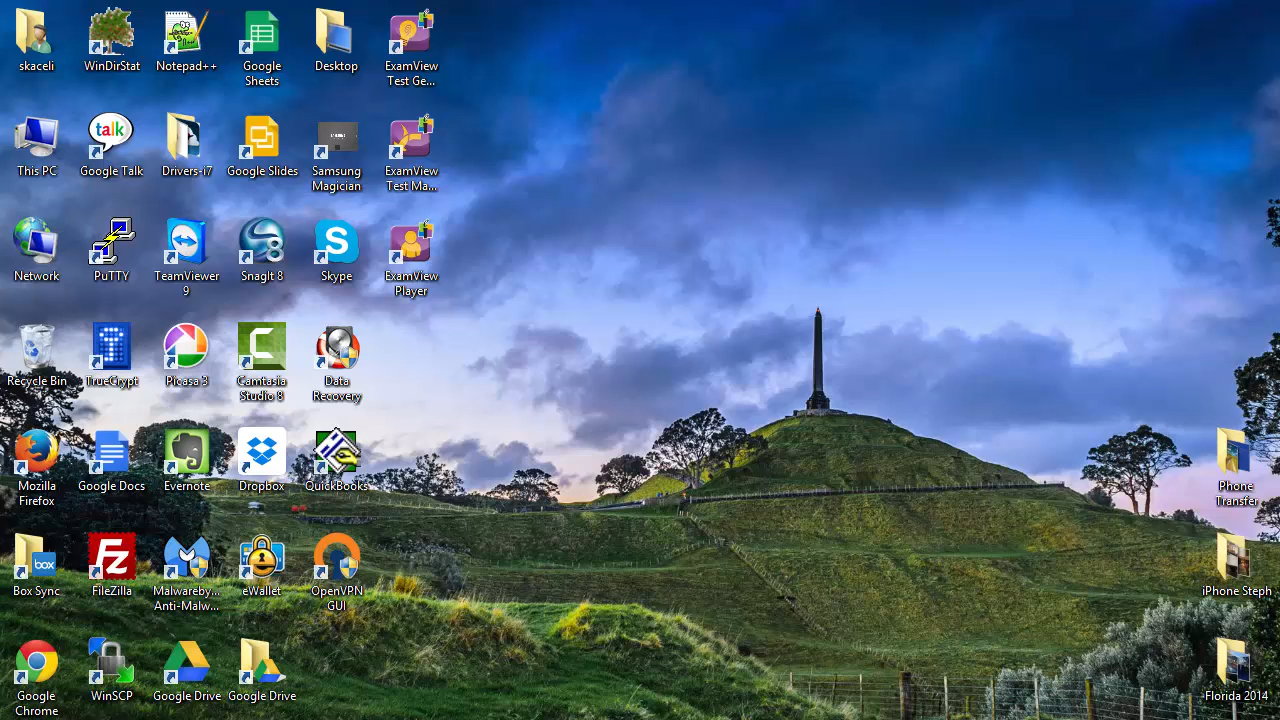 skaceli
WinDirStat
Notepad++
Google
Sheets
Desktop
ExamView
Test Ge...
This PC
talk
Google Talk
Drivers-i7
Google Slides
Samsung
Magician
ExamView
Test Ma...
Network
PuTTY
TeamViewer
9
SnagIt 8
Skype
ExamView
Player
Recycle Bin
TrueCrypt
Picasa 3
Camtasia
Studio 8
Data
Recovery
Mozilla
Firefox
Google Docs
Evernote
Dropbox
QuickBooks
Phone
Transfer
box
Box Sync
Fz
FileZilla
Malwareby...
Anti-Malw...
eWallet
OpenVPN
GUI
iPhone Steph
Google
Chrome
WinSCP
Google Drive
Google Drive
Florida 2014